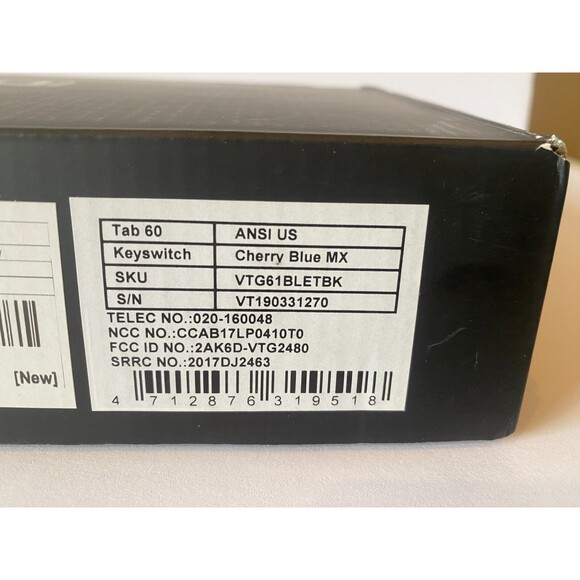 Tab 60 ANSI US
Keyswitch Cherry Blue MX
SKU VTG61BLETBK
S/N VT190331270
TELEC NO.:020-160048
NCC NO.:CCAB17LP0410T0
FCC ID NO.:2AK6D-VTG2480
SRRC NO.:2017DJ2463
4 712876 319518
[New]